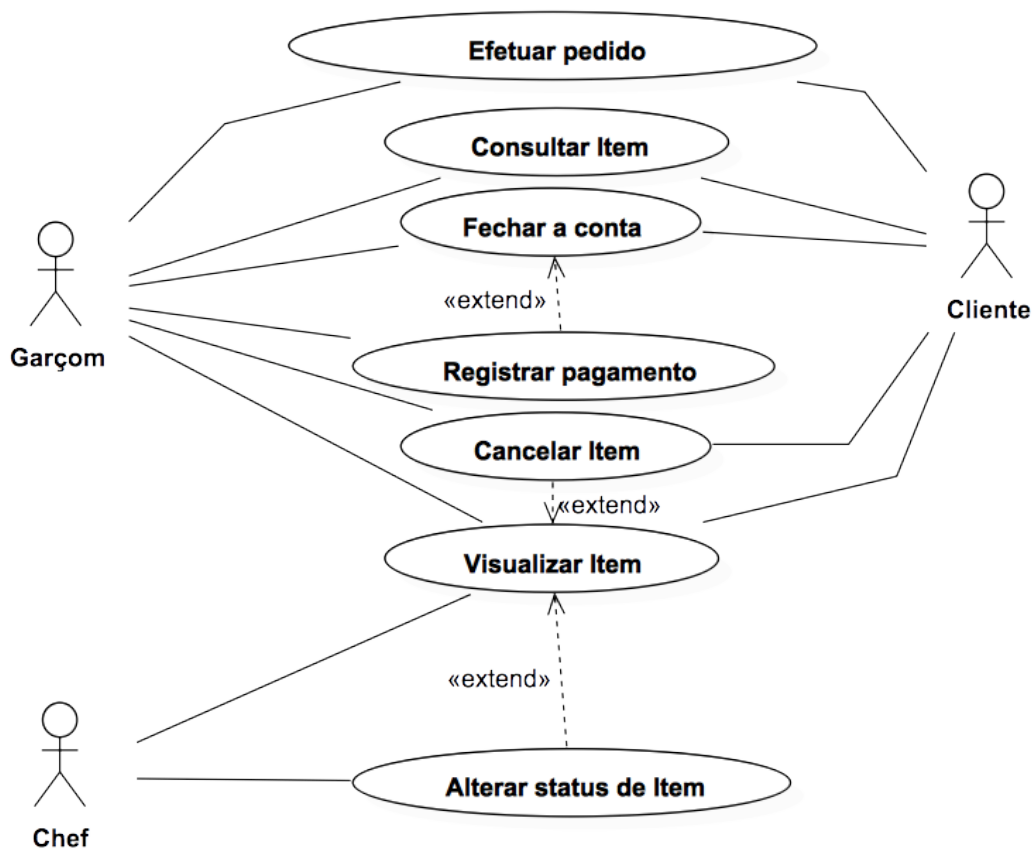 Efetuar pedido
Consultar Item
Fechar a conta
«extend»
Cliente
Garçom
Registrar pagamento
Cancelar Item
«extend»
Visualizar Item
«extend»
Alterar status de Item
Chef